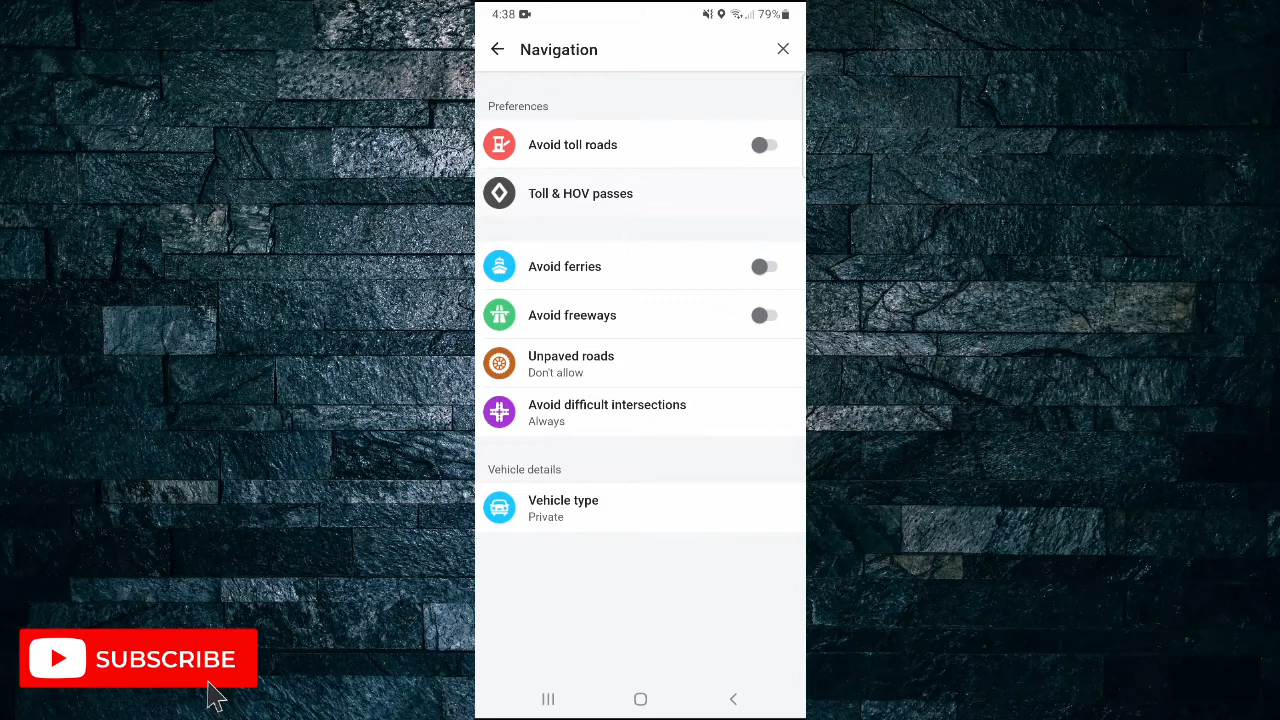 4:38
79%
Navigation
Preferences
Avoid toll roads
Toll & HOV passes
Avoid ferries
Avoid freeways
Unpaved roads
Don't allow
Avoid difficult intersections
Always
Vehicle details
Vehicle type
Private
SUBSCRIBE